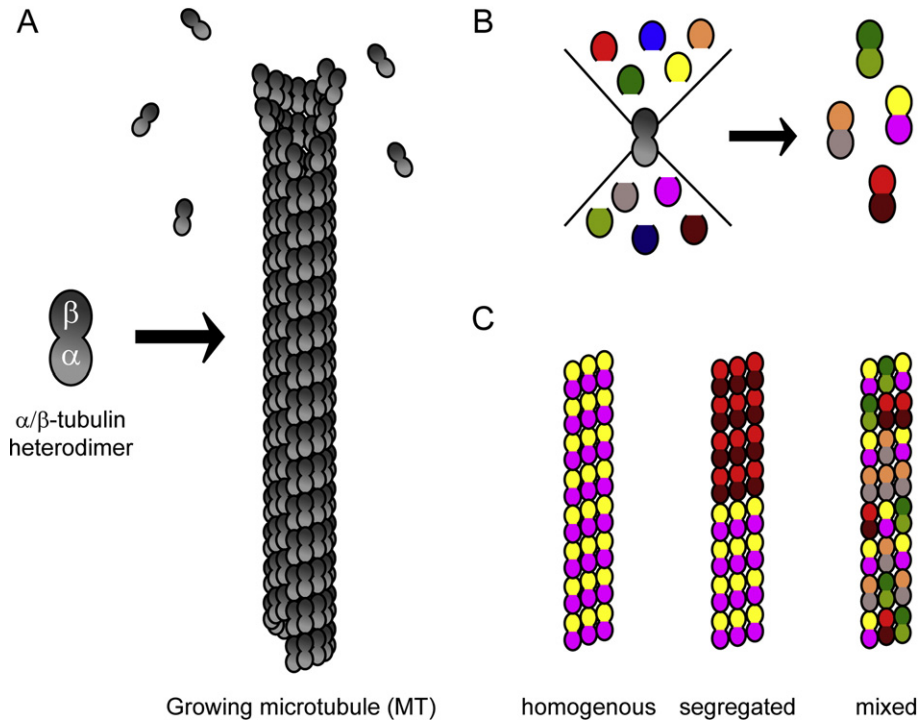 A
B
β
α
α/β-tubulin
heterodimer
Growing microtubule (MT)
C
homogenous
segregated
mixed